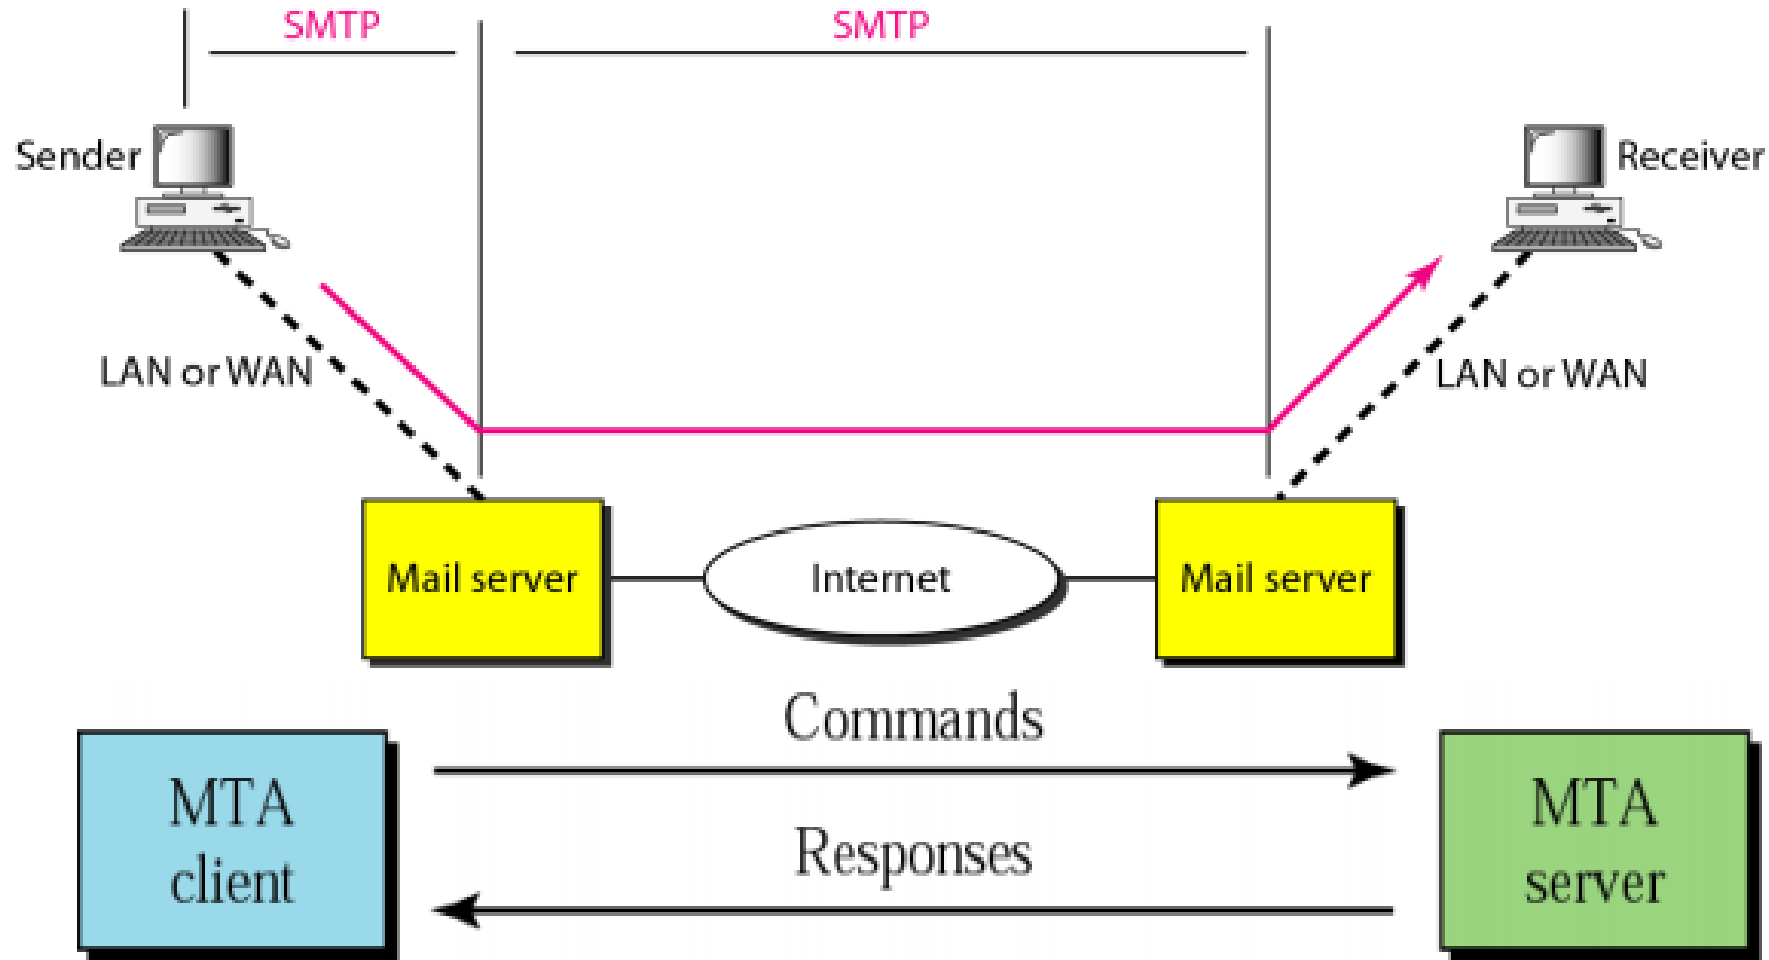 SMTP
SMTP
Sender
Receiver
LAN or WAN
LAN or WAN
Mail server
Internet
Mail server
Commands
MTA
client
MTA
server
Responses